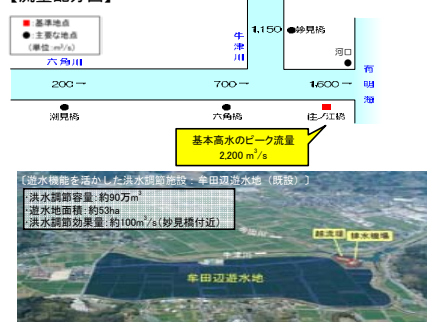 【流量配分図】
■:基準地点
●:主要な地点
(単位:m³/s)
六角川
牛津川
1,150
●妙見橋
河口
●
有明海
200→
700→
1,600→
●
潮見橋
●
六角橋
■
住ノ江橋
基本高水のピーク流量
2,200 m³/s
〔遊水機能を活かした洪水調節施設:牟田辺遊水地(既設)〕
・洪水調節容量:約90万m³
・遊水地面積:約53ha
・洪水調節効果量:約100m³/s(妙見橋付近)
牛津川
越流堤
排水機場
牟田辺遊水地